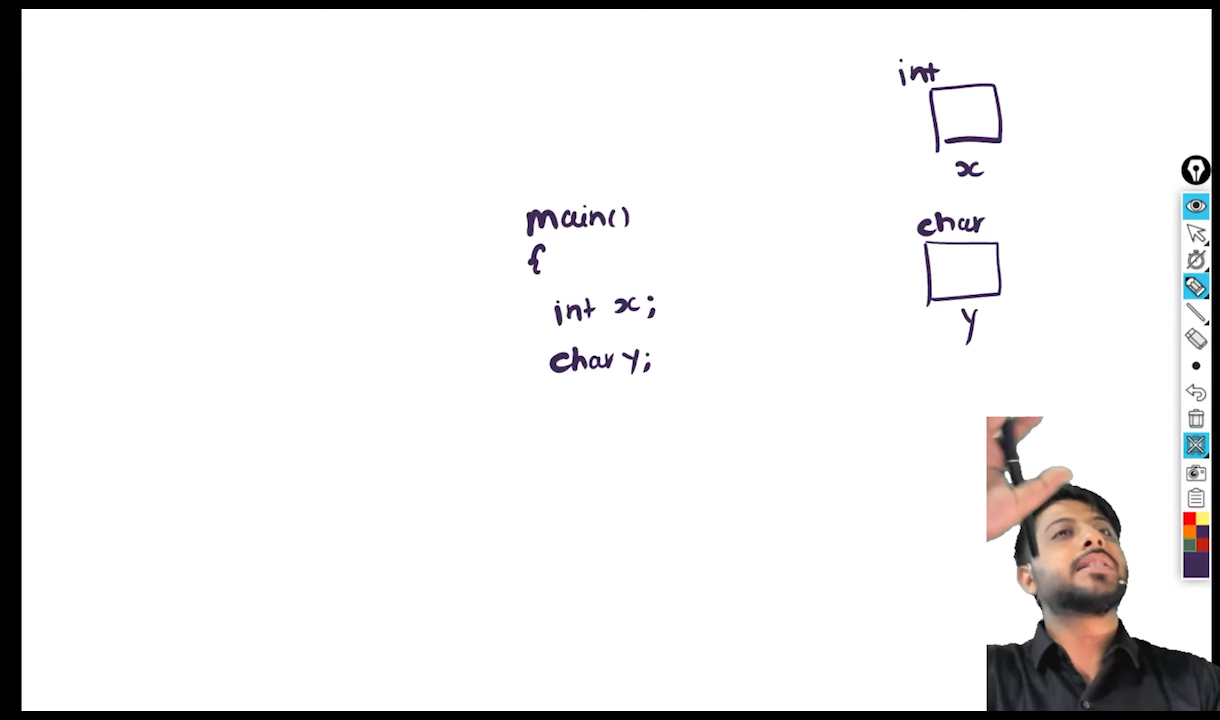 int
x
main()
char
{
int x;
y
char y;